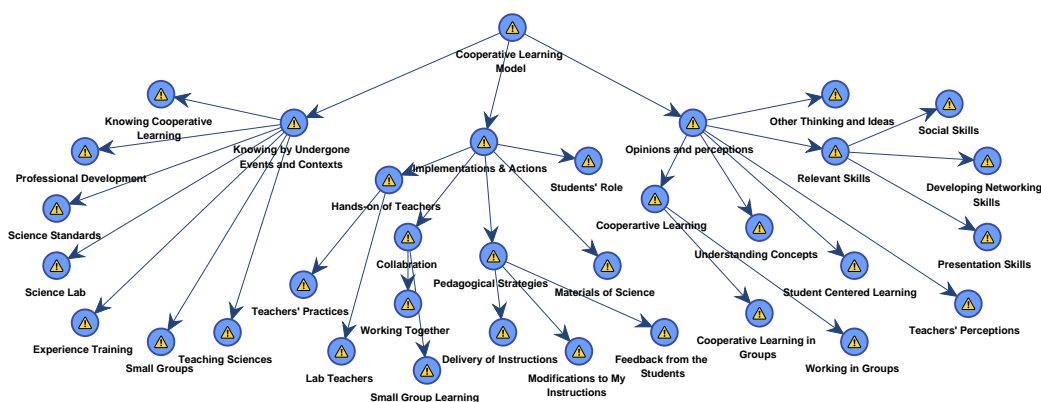 Cooperative Learning
Model
Knowing Cooperative
Learning
Knowing by Undergone
Events and Contexts
Professional Development
Science Standards
Science Lab
Experience Training
Small Groups
Teaching Sciences
Implementations & Actions
Hands-on of Teachers
Students' Role
Collabration
Teachers' Practices
Pedagogical Strategies
Materials of Science
Working Together
Lab Teachers
Small Group Learning
Delivery of Instructions
Modifications to My
Instructions
Feedback from the
Students
Opinions and perceptions
Other Thinking and Ideas
Social Skills
Relevant Skills
Developing Networking
Skills
Cooperartive Learning
Understanding Concepts
Presentation Skills
Student Centered Learning
Teachers' Perceptions
Cooperative Learning in
Groups
Working in Groups